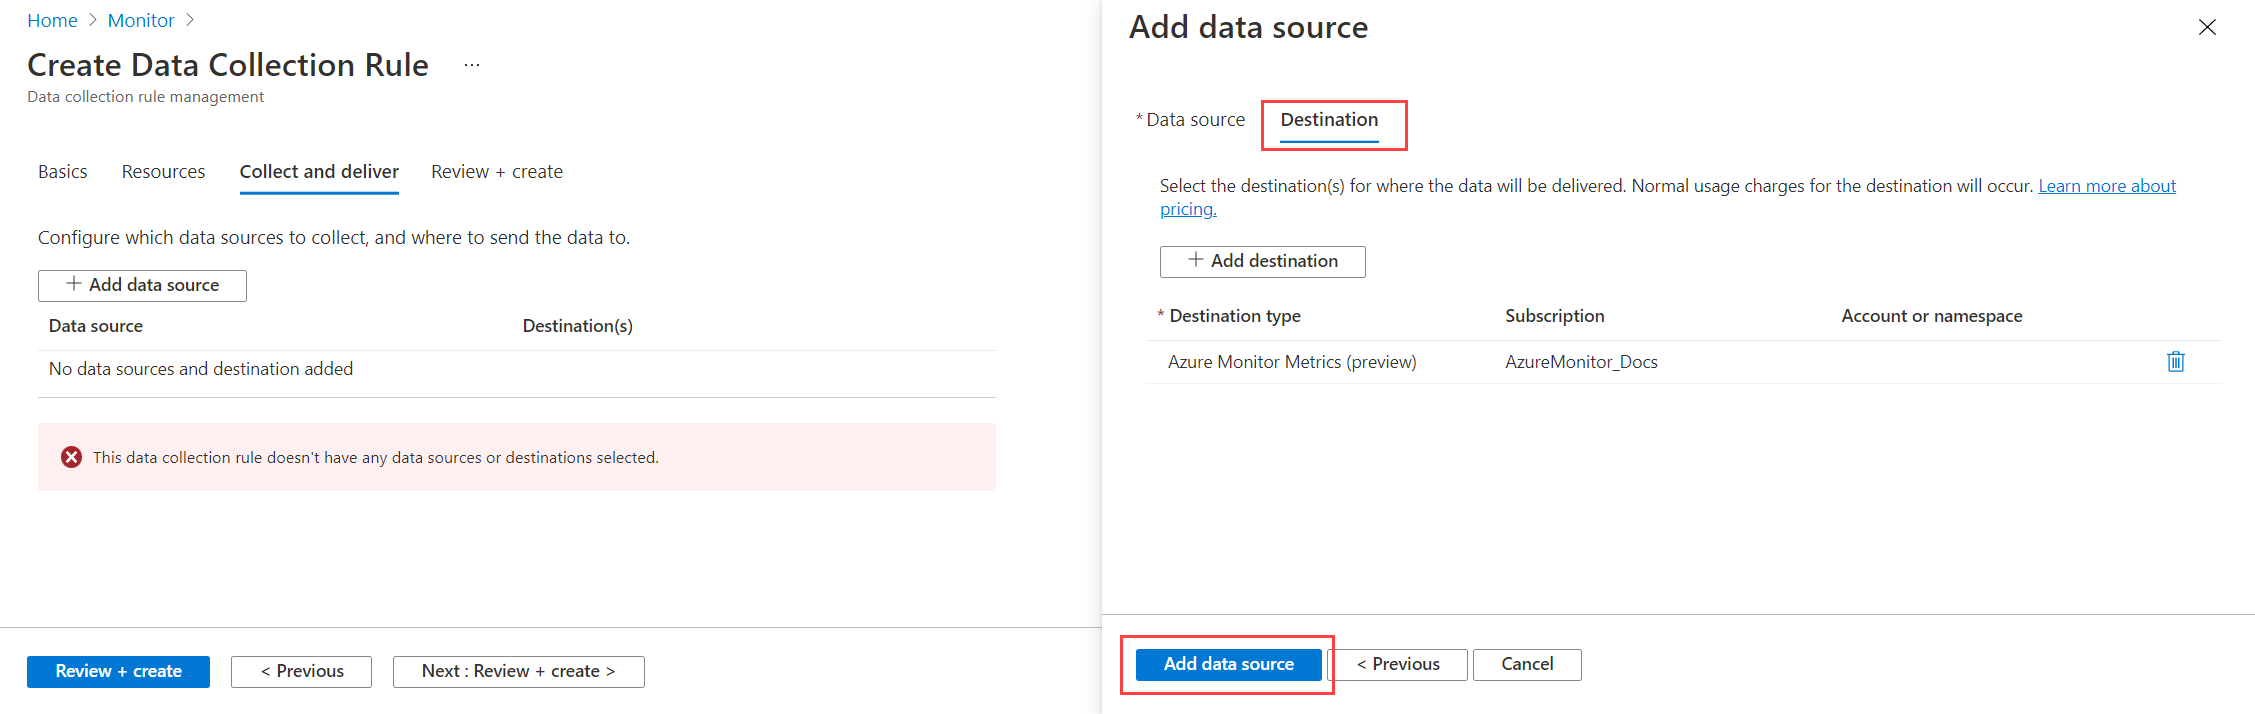 Home > Monitor >
Create Data Collection Rule ...
Data collection rule management
Basics Resources Collect and deliver Review + create
Configure which data sources to collect, and where to send the data to.
+ Add data source
Data source Destination(s)
No data sources and destination added
This data collection rule doesn't have any data sources or destinations selected.
Review + create < Previous Next : Review + create >
Add data source
* Data source Destination
Select the destination(s) for where the data will be delivered. Normal usage charges for the destination will occur. Learn more about
pricing.
+ Add destination
* Destination type Subscription Account or namespace
Azure Monitor Metrics (preview) AzureMonitor_Docs
Add data source < Previous Cancel